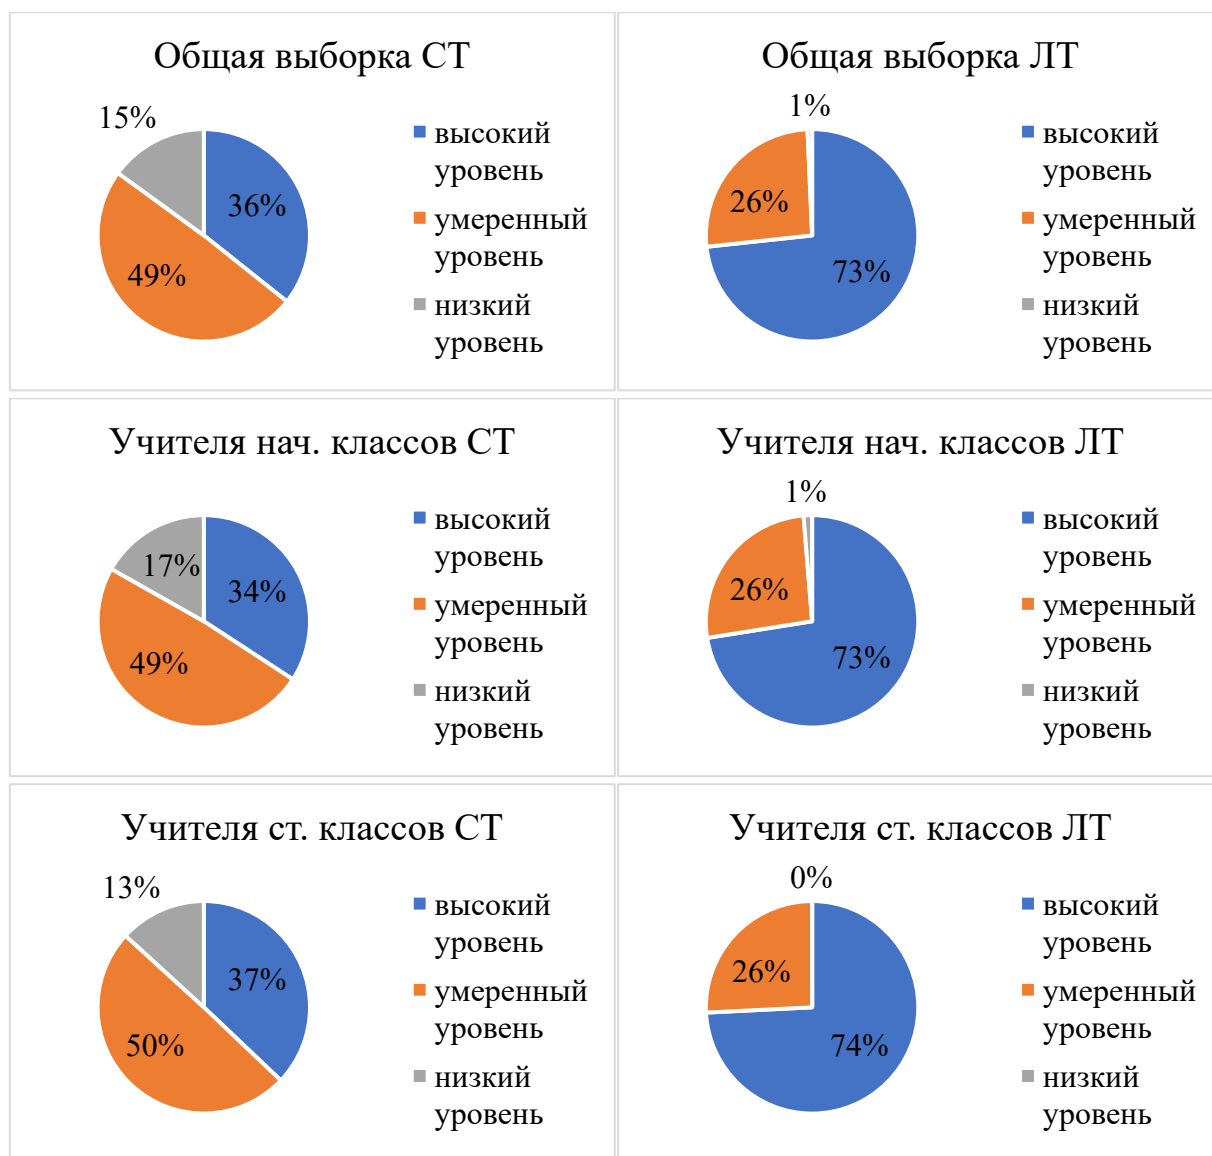 Общая выборка СТ
15%
36%
49%
высокий
уровень
умеренный
уровень
низкий
уровень
Общая выборка ЛТ
1%
26%
73%
высокий
уровень
умеренный
уровень
низкий
уровень
Учителя нач. классов СТ
17%
34%
49%
высокий
уровень
умеренный
уровень
низкий
уровень
Учителя нач. классов ЛТ
1%
26%
73%
высокий
уровень
умеренный
уровень
низкий
уровень
Учителя ст. классов СТ
13%
37%
50%
высокий
уровень
умеренный
уровень
низкий
уровень
Учителя ст. классов ЛТ
0%
26%
74%
высокий
уровень
умеренный
уровень
низкий
уровень